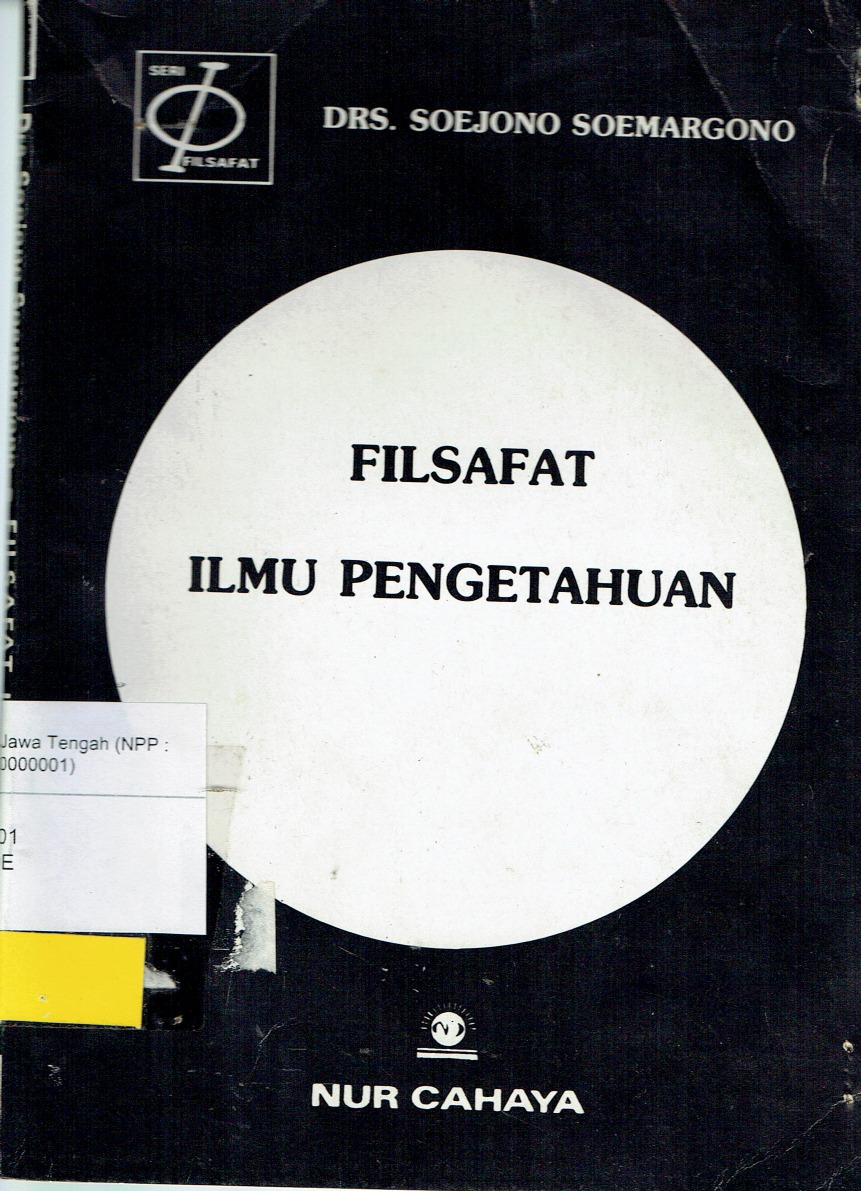 SERI
FILSAFAT
DRS. SOEJONO SOEMARGONO
FILSAFAT
ILMU PENGETAHUAN
Jawa Tengah (NPP :
0000001)
01
E
NUR CAHAYA